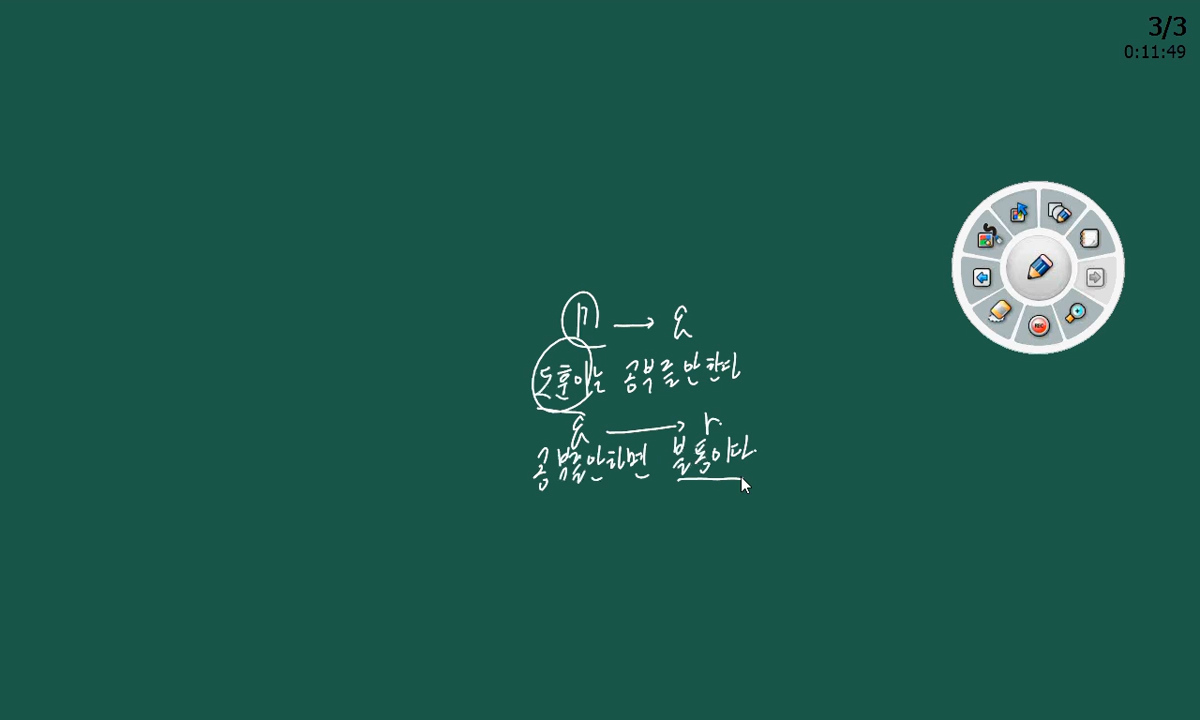 3/3
0:11:49
P → q
도훈이는 공부를 안한다
q → r
공부를 안하면 불통이다.
REC